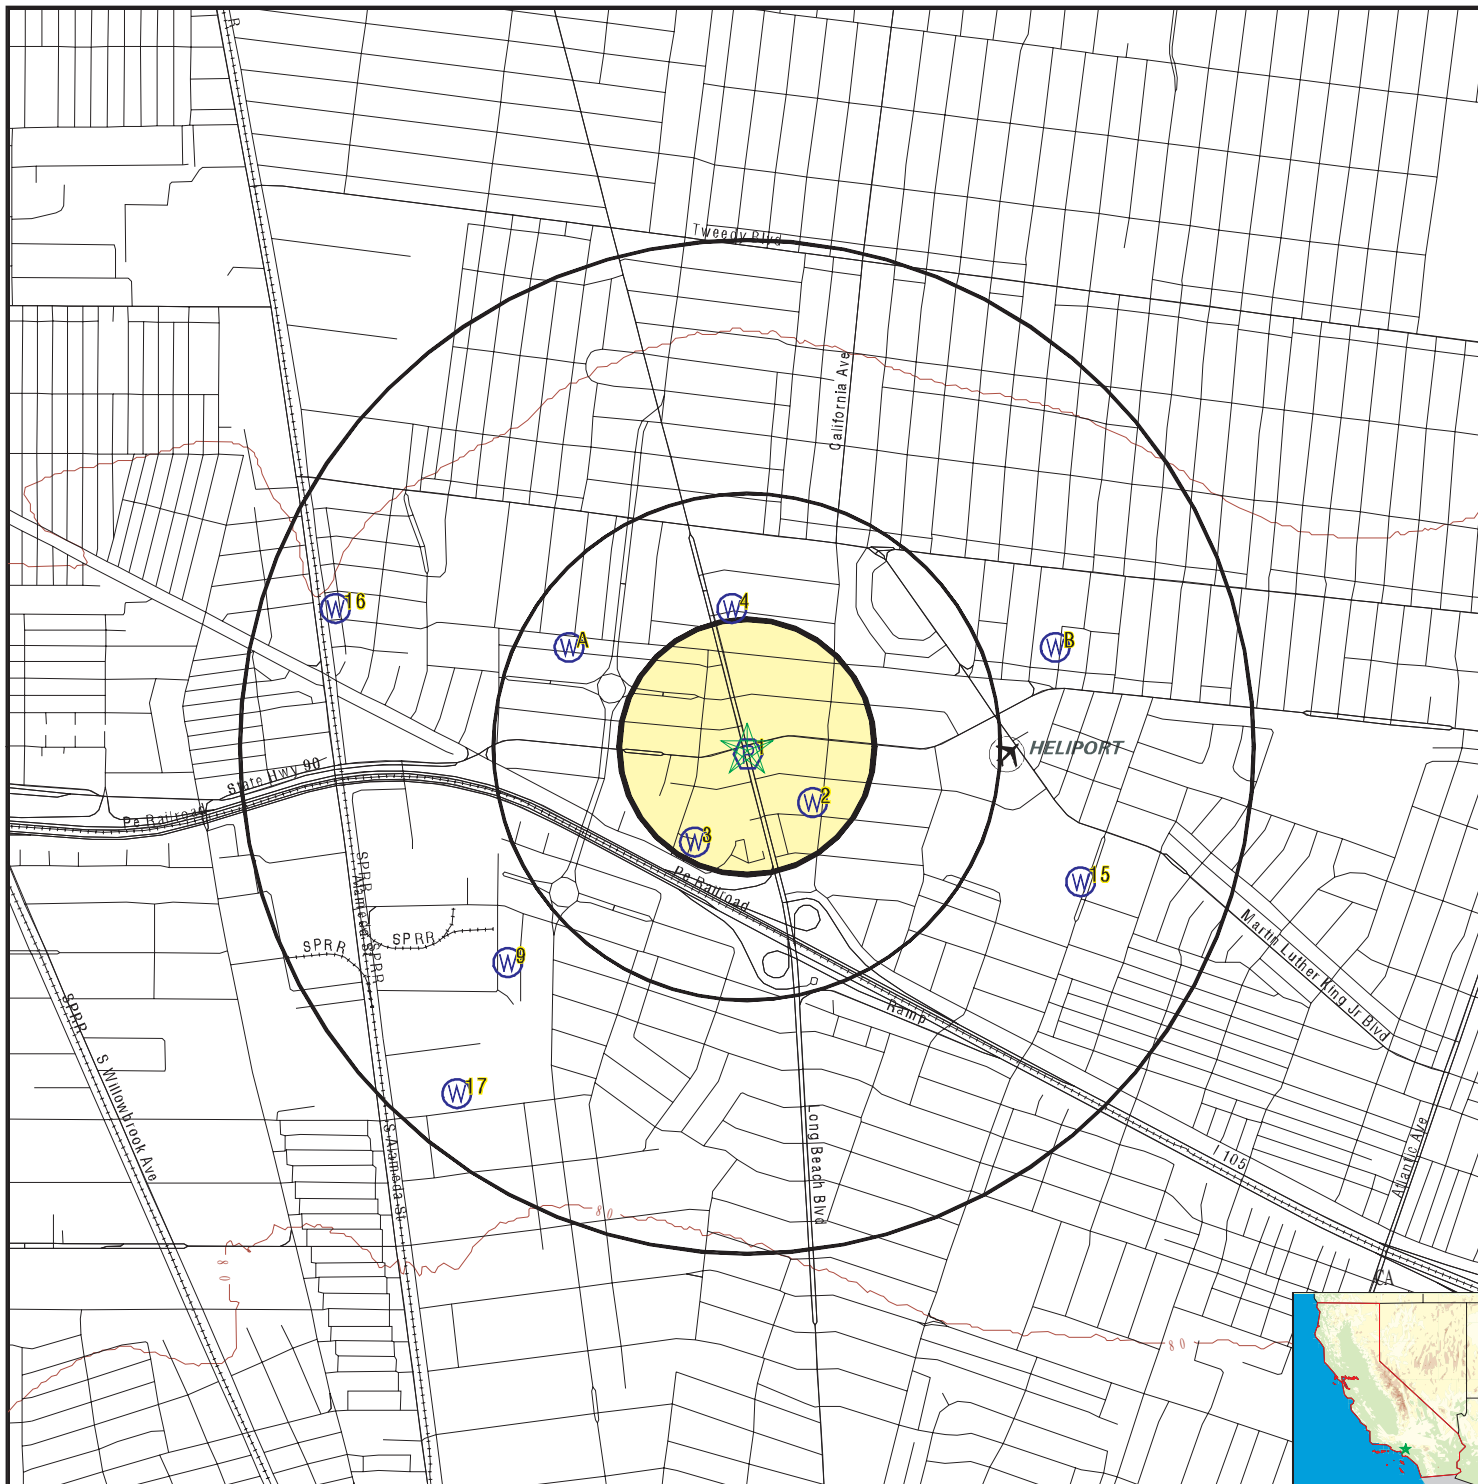 R
Tweedy Blvd
California Ave
W 16
W 4
W A
W B
P 1
HELIPORT
State Hwy 90
Pe Railroad
W 2
W 3
Pe Railroad
SPRR
Alameda St
SPRR
SPRR
SPRR
W 15
Martin Luther King Jr Blvd
W 9
Ramp
SPRR
S Willowbrook Ave
W 17
S Alameda St
Long Beach Blvd
I 105
Atlantic Ave
80
80
80
CA